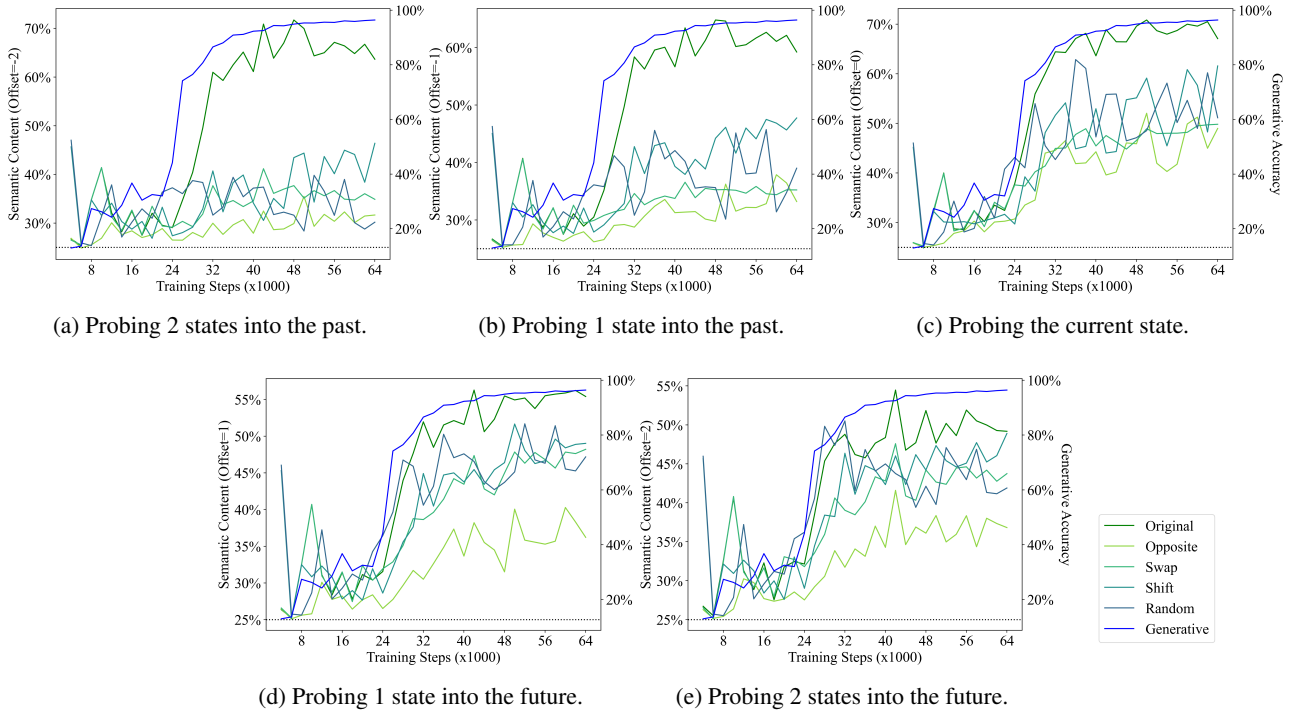 Semantic Content (Offset=-2)
70%
60%
50%
40%
30%
100%
80%
60%
40%
20%
8 16 24 32 40 48 56 64
Training Steps (x1000)
(a) Probing 2 states into the past.
Semantic Content (Offset=-1)
60%
50%
40%
30%
100%
80%
60%
40%
20%
8 16 24 32 40 48 56 64
Training Steps (x1000)
(b) Probing 1 state into the past.
Semantic Content (Offset=0)
70%
60%
50%
40%
30%
100%
80%
60%
40%
20%
Generative Accuracy
8 16 24 32 40 48 56 64
Training Steps (x1000)
(c) Probing the current state.
Semantic Content (Offset=1)
55%
50%
45%
40%
35%
30%
25%
100%
80%
60%
40%
20%
8 16 24 32 40 48 56 64
Training Steps (x1000)
(d) Probing 1 state into the future.
Semantic Content (Offset=2)
55%
50%
45%
40%
35%
30%
25%
100%
80%
60%
40%
20%
Generative Accuracy
8 16 24 32 40 48 56 64
Training Steps (x1000)
(e) Probing 2 states into the future.
Original
Opposite
Swap
Shift
Random
Generative